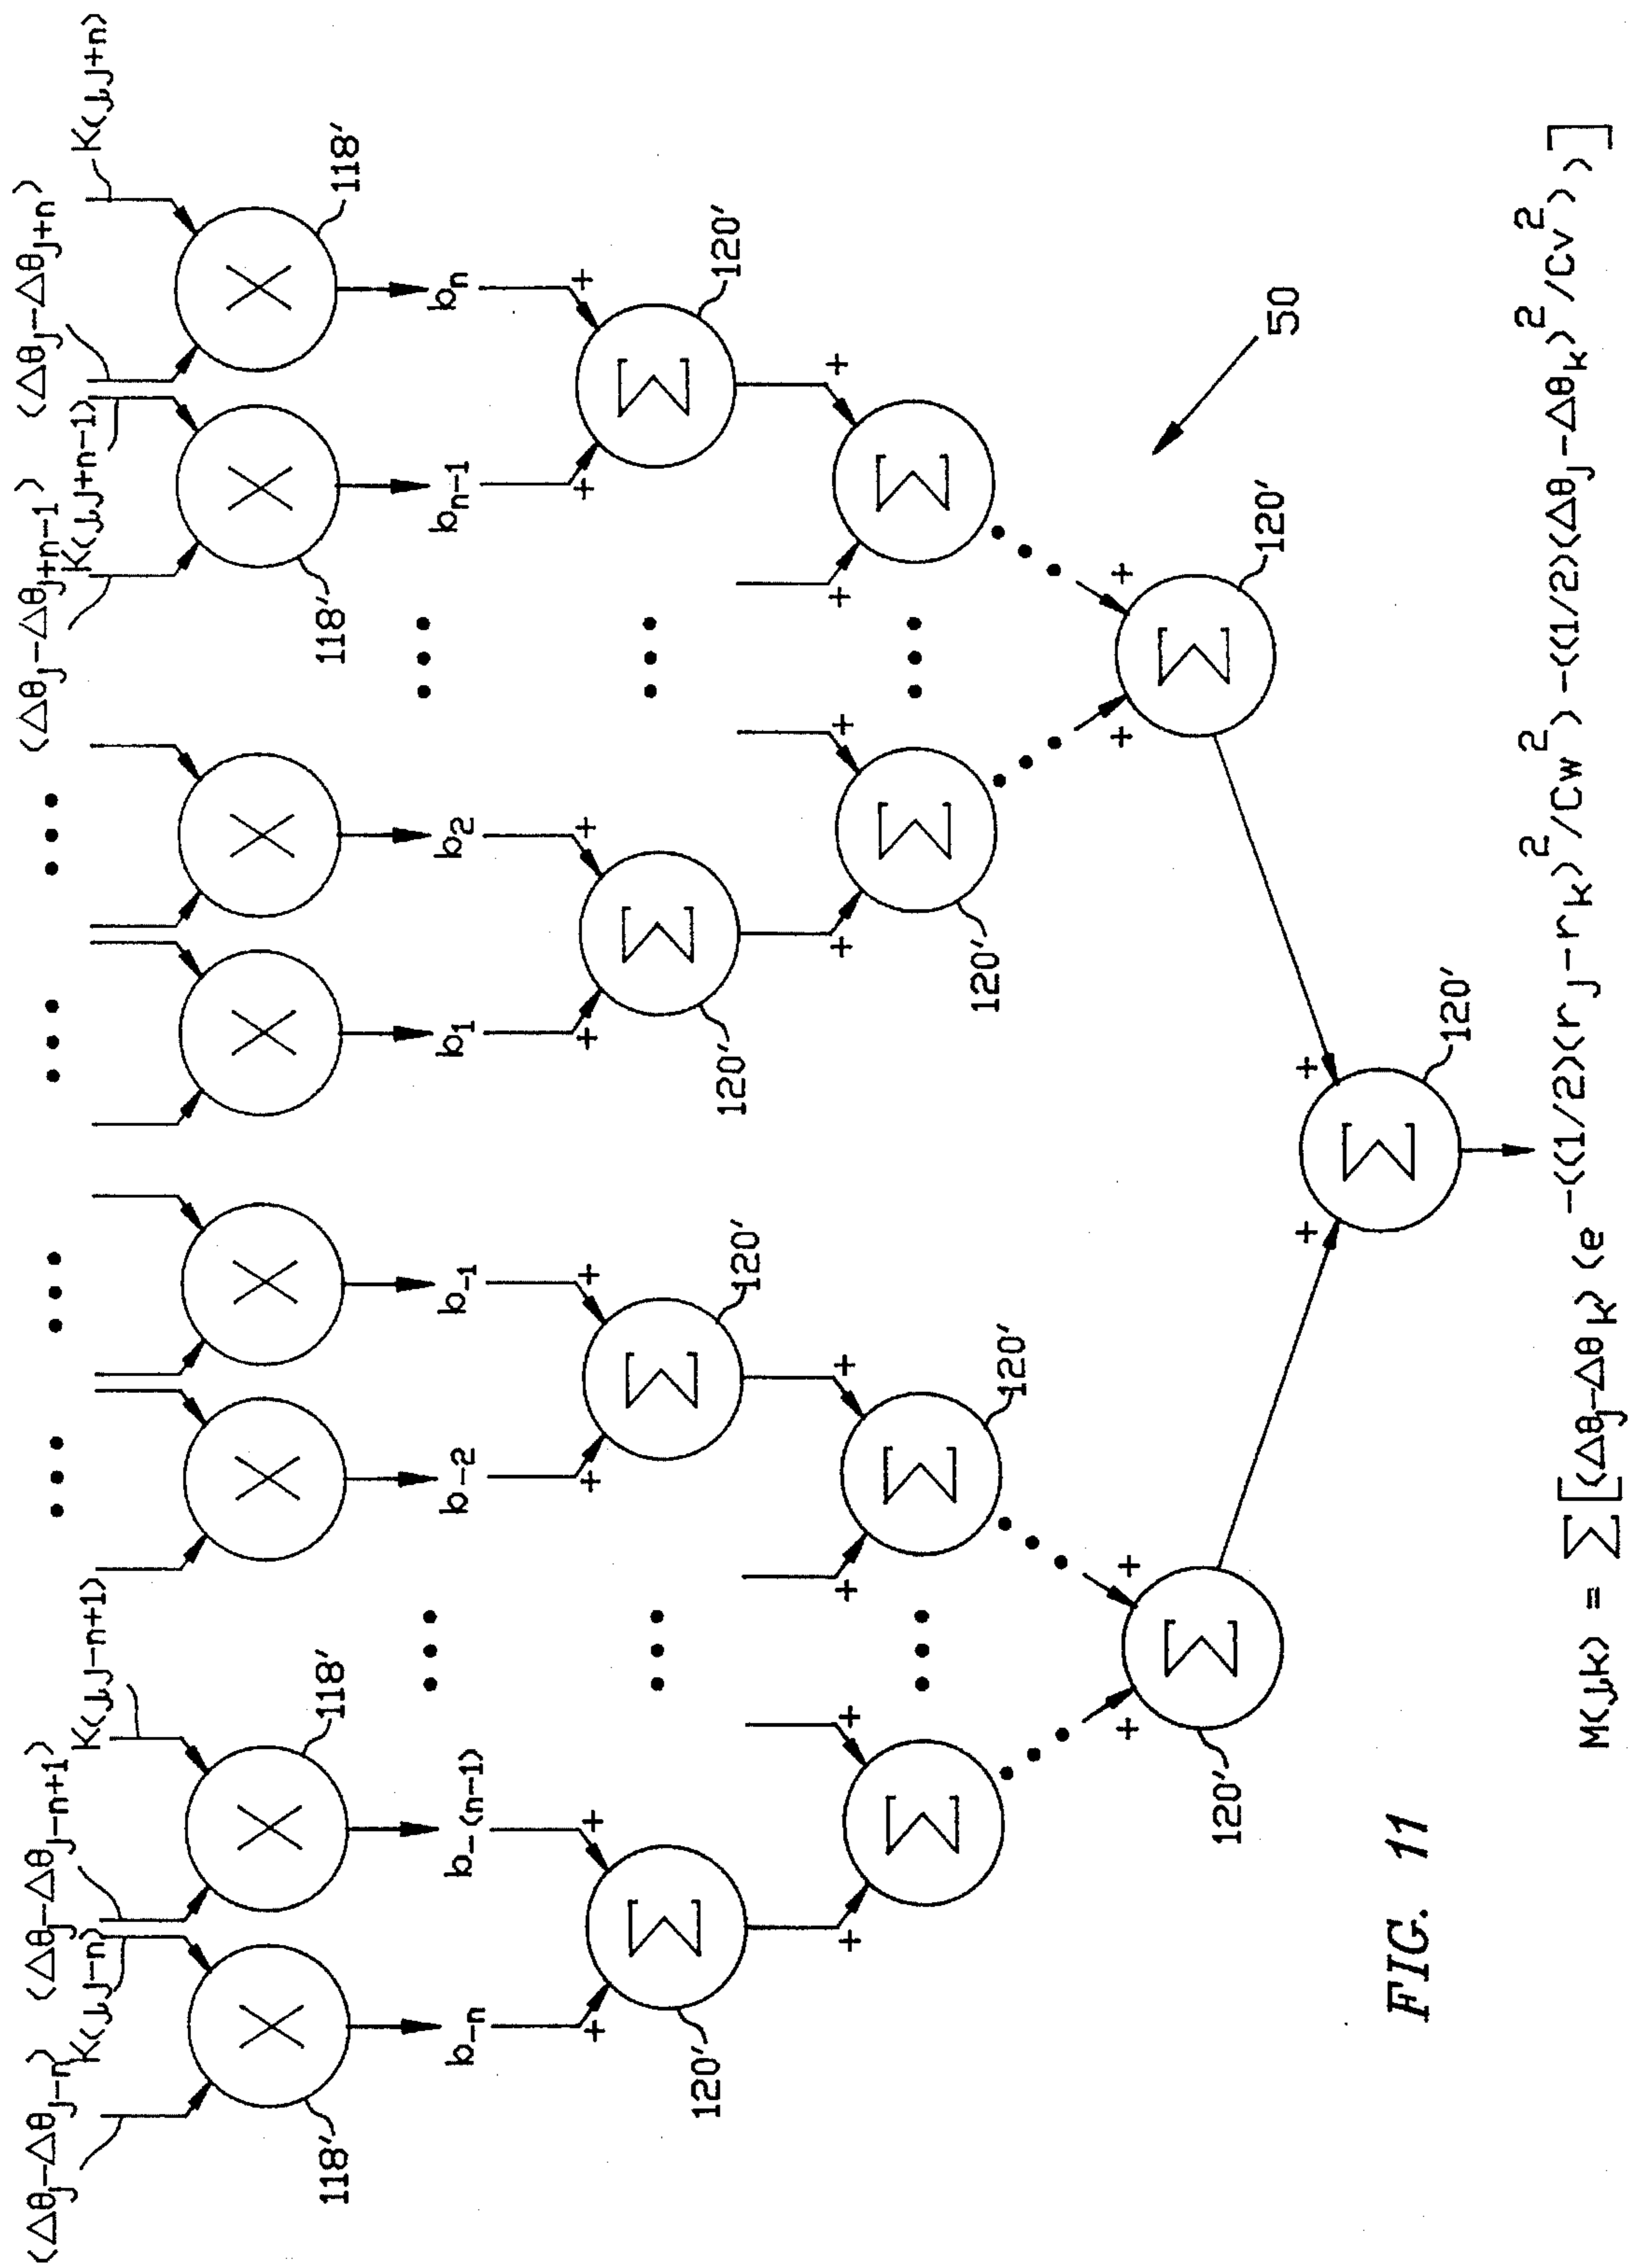 (Δθj-Δθj-n)
K(j,j-n)
(Δθj-Δθj-n+1)
K(j,j-n+1)
(Δθj-Δθj+n-1)
K(j,j+n-1)
(Δθj-Δθj+n)
K(j,j+n)
X X X X X X X X
118' 118' 118' 118'
b-n b-(n-1) b-2 b-1 b1 b2 bn-1 bn
+ + + + + + + +
Σ Σ Σ Σ
120' 120' 120' 120'
+ + + + + + + +
Σ Σ Σ Σ
120' 120'
+ + + +
Σ Σ
120' 120'
50
+ +
Σ
120'
FIG. 11
M(j,k) = Σ[(Δθj-Δθk)(e -((1/2)(rj-rk)²/Cw²)-((1/2)(Δθj-Δθk)²/Cv²))]